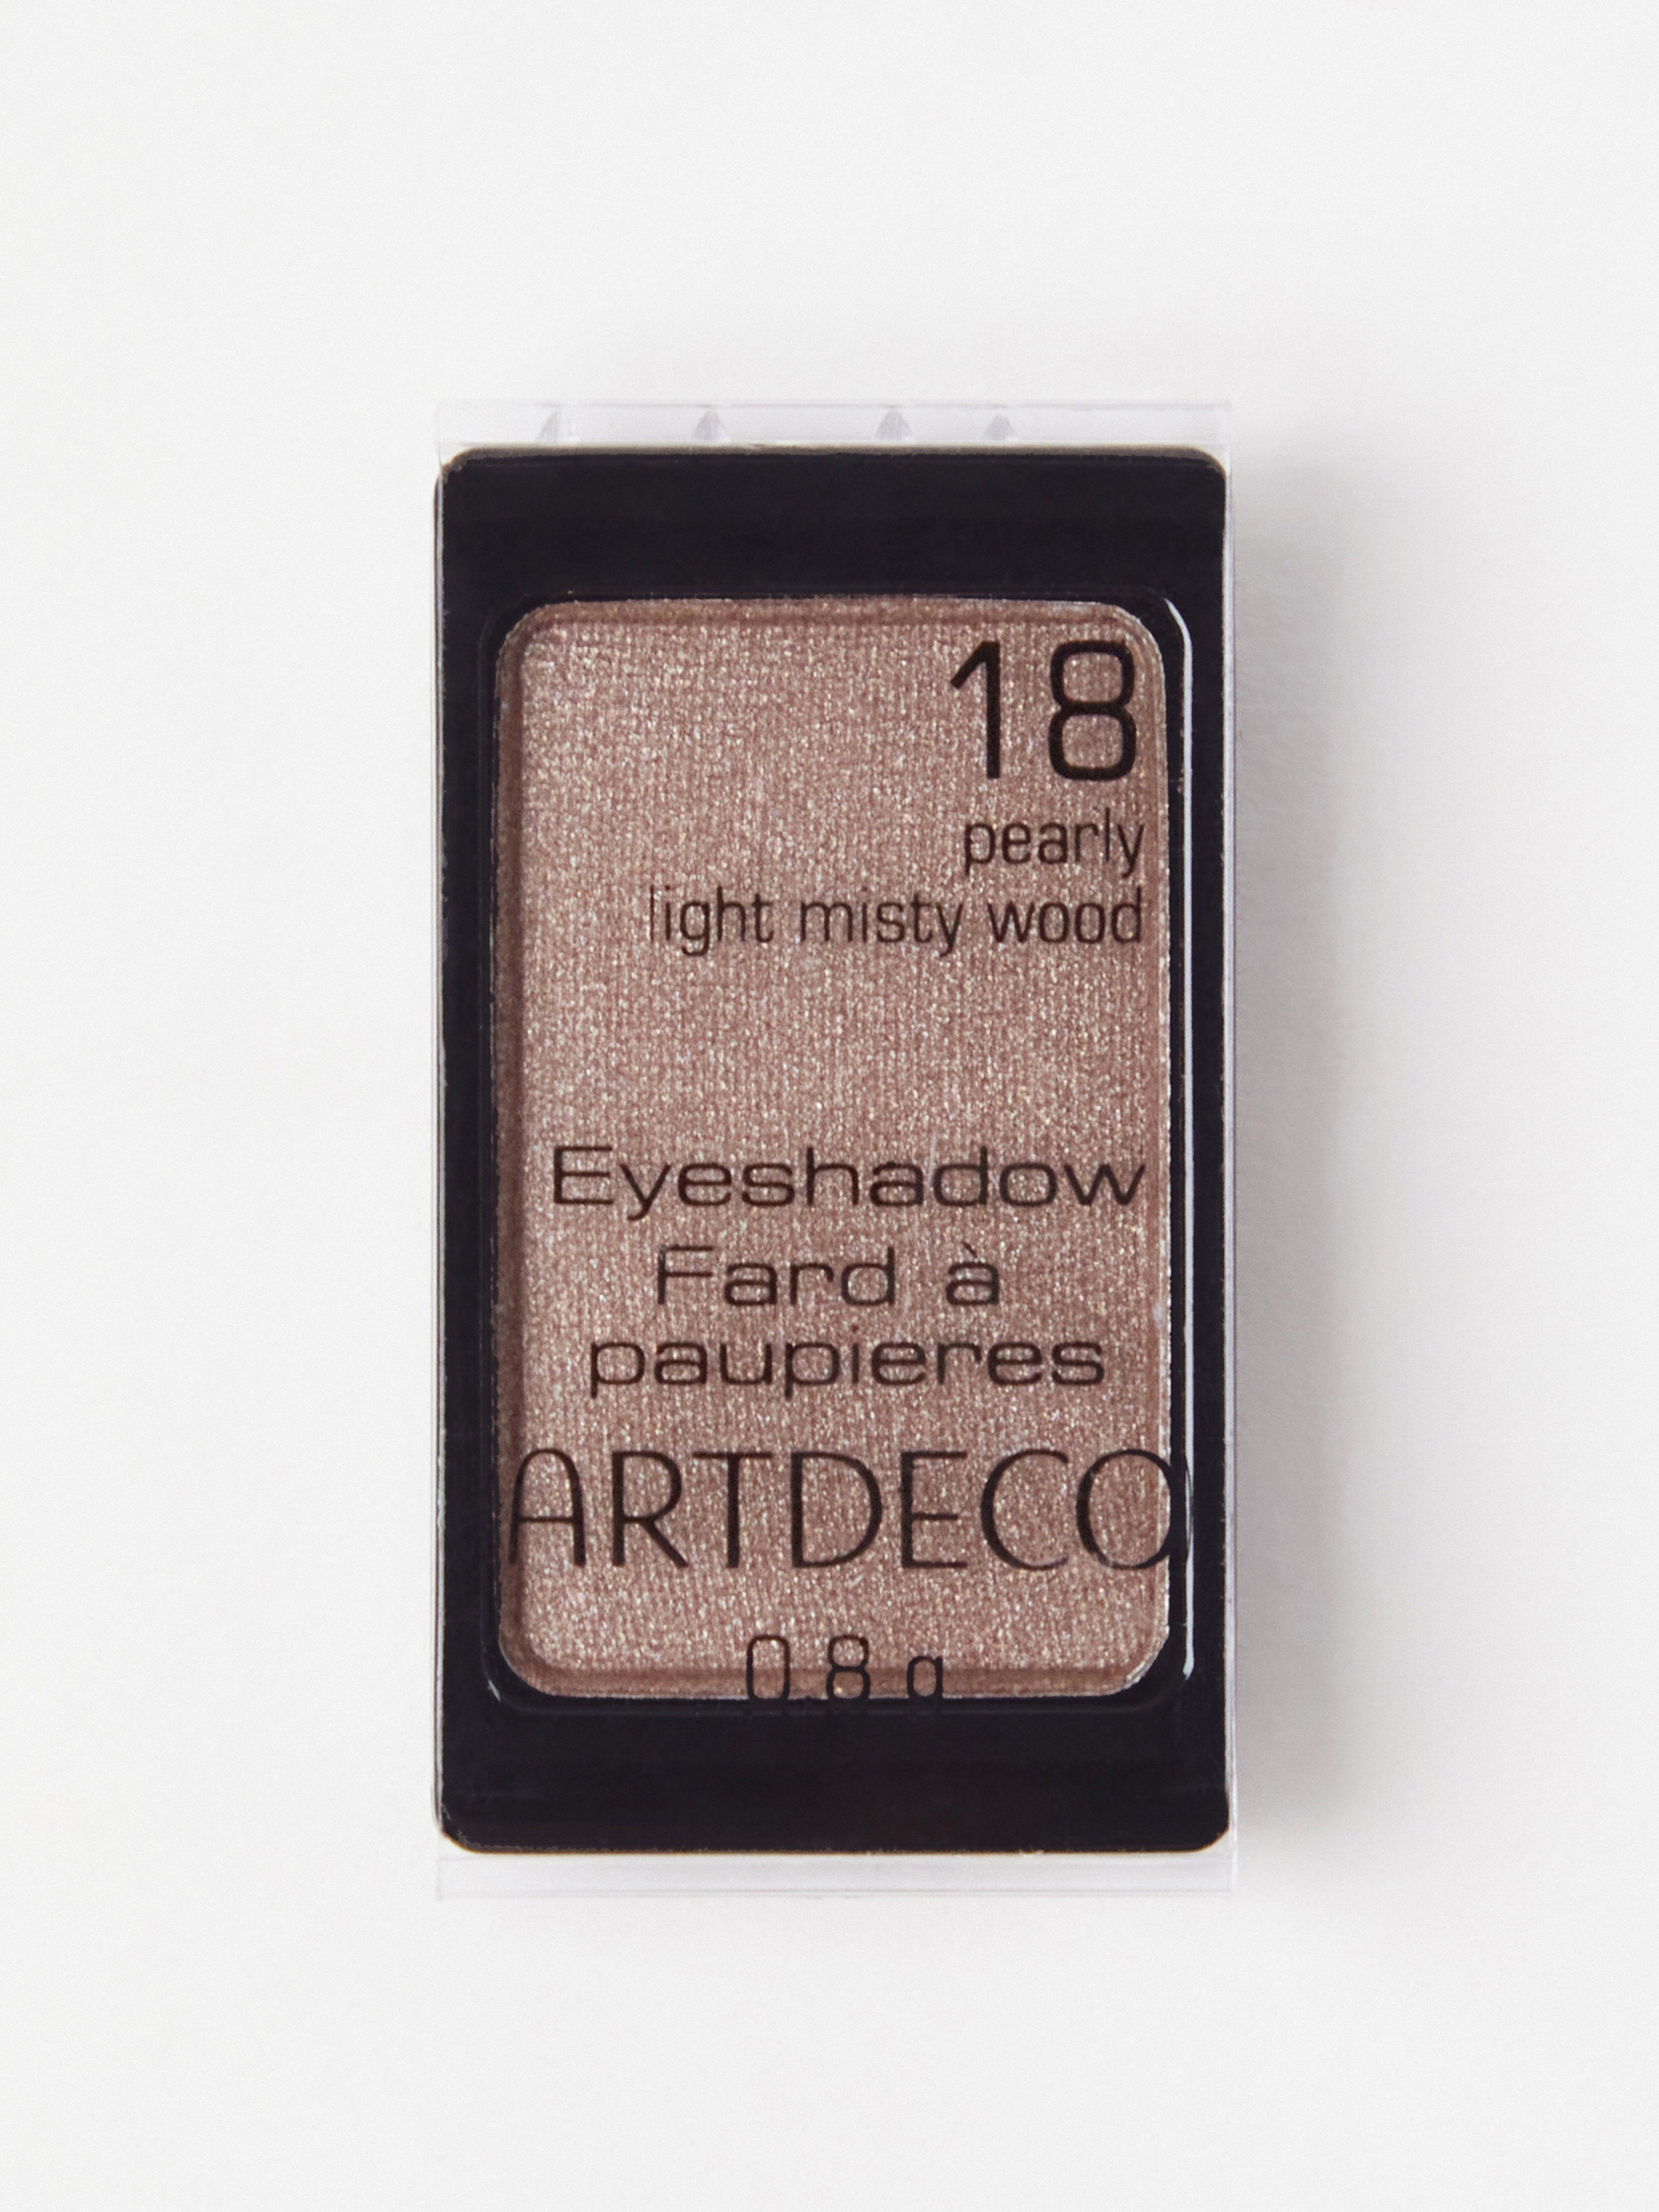 18
pearly
light misty wood
Eyeshadow
Fard à
paupieres
ARTDECO
0.8 g